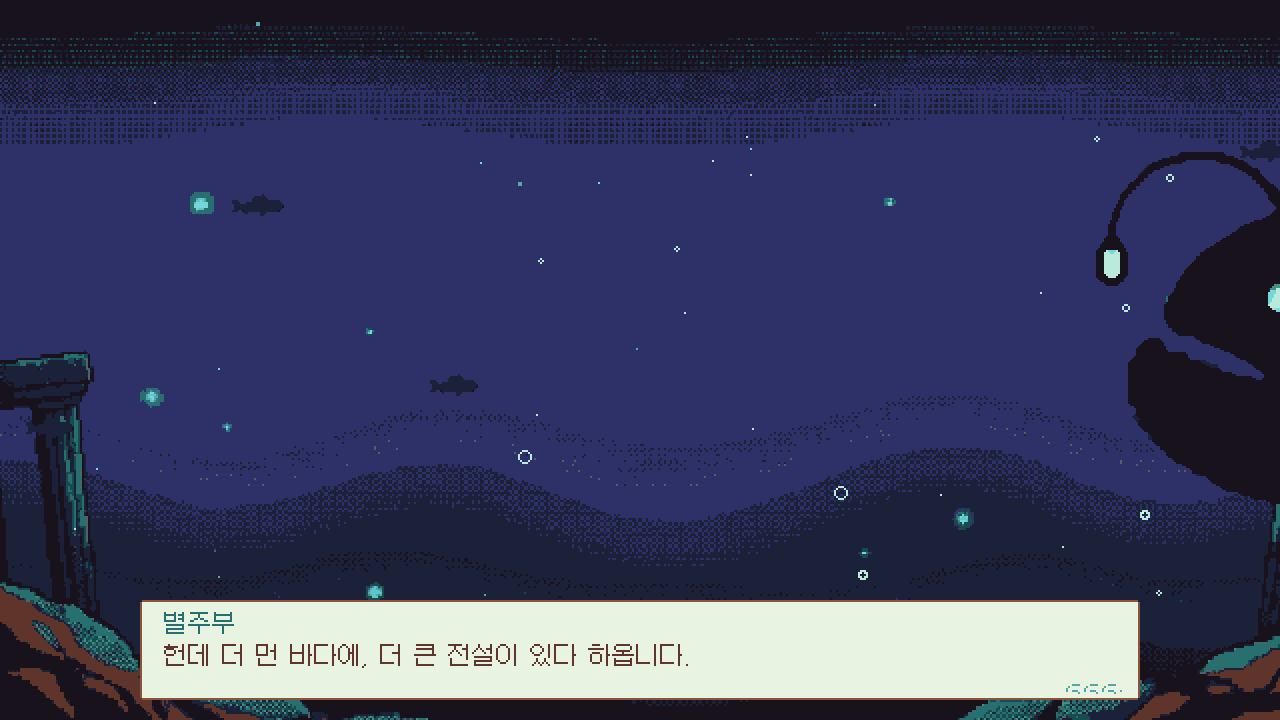 별주부
헌데 더 먼 바다에, 더 큰 전설이 있다 하옵니다.